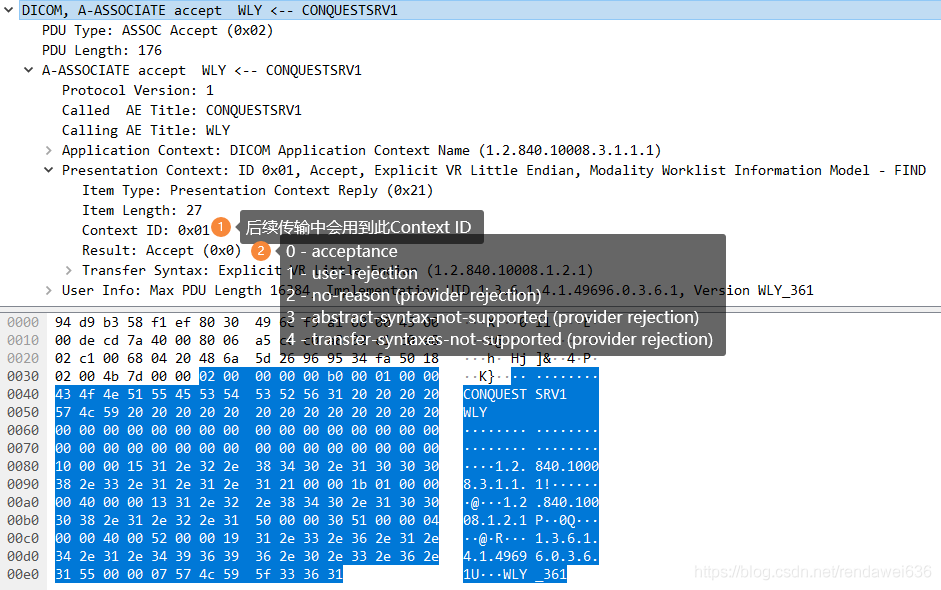 DICOM, A-ASSOCIATE accept  WLY <-- CONQUESTSRV1
PDU Type: ASSOC Accept (0x02)
PDU Length: 176
A-ASSOCIATE accept  WLY <-- CONQUESTSRV1
Protocol Version: 1
Called  AE Title: CONQUESTSRV1
Calling AE Title: WLY
Application Context: DICOM Application Context Name (1.2.840.10008.3.1.1.1)
Presentation Context: ID 0x01, Accept, Explicit VR Little Endian, Modality Worklist Information Model - FIND
Item Type: Presentation Context Reply (0x21)
Item Length: 27
Context ID: 0x01 1 后续传输中会用到此Context ID
Result: Accept (0x0) 2 0 - acceptance
1 - user-rejection
Transfer Syntax: Explicit VR Little Endian (1.2.840.10008.1.2.1)
2 - no-reason (provider rejection)
User Info: Max PDU Length 16384, Implementation UID 1.3.6.1.4.1.49696.0.3.6.1, Version WLY_361
3 - abstract-syntax-not-supported (provider rejection)
4 - transfer-syntaxes-not-supported (provider rejection)
0000 94 d9 b3 58 f1 ef 80 30 49
0010 00 de cd 7a 40 00 80 06 a5
0020 02 c1 00 68 04 20 48 6a 5d 26 96 95 34 fa 50 18 ···h· Hj ]&··4·P·
0030 02 00 4b 7d 00 00 02 00 00 00 00 b0 00 01 00 00 ··K}···· ········
0040 43 4f 4e 51 55 45 53 54 53 52 56 31 20 20 20 20 CONQUEST SRV1
0050 57 4c 59 20 20 20 20 20 20 20 20 20 20 20 20 20 WLY
0060 00 00 00 00 00 00 00 00 00 00 00 00 00 00 00 00 ········ ········
0070 00 00 00 00 00 00 00 00 00 00 00 00 00 00 00 00 ········ ········
0080 10 00 00 15 31 2e 32 2e 38 34 30 2e 31 30 30 30 ····1.2. 840.1000
0090 38 2e 33 2e 31 2e 31 2e 31 21 00 00 1b 01 00 00 8.3.1.1. 1!······
00a0 00 40 00 00 13 31 2e 32 2e 38 34 30 2e 31 30 30 ·@···1.2 .840.100
00b0 30 38 2e 31 2e 32 2e 31 50 00 00 30 51 00 00 04 08.1.2.1 P··0Q···
00c0 00 00 40 00 52 00 00 19 31 2e 33 2e 36 2e 31 2e ··@·R··· 1.3.6.1.
00d0 34 2e 31 2e 34 39 36 39 36 2e 30 2e 33 2e 36 2e 4.1.4969 6.0.3.6.
00e0 31 55 00 00 07 57 4c 59 5f 33 36 31 1U···WLY _361
https://blog.csdn.net/rendawei636